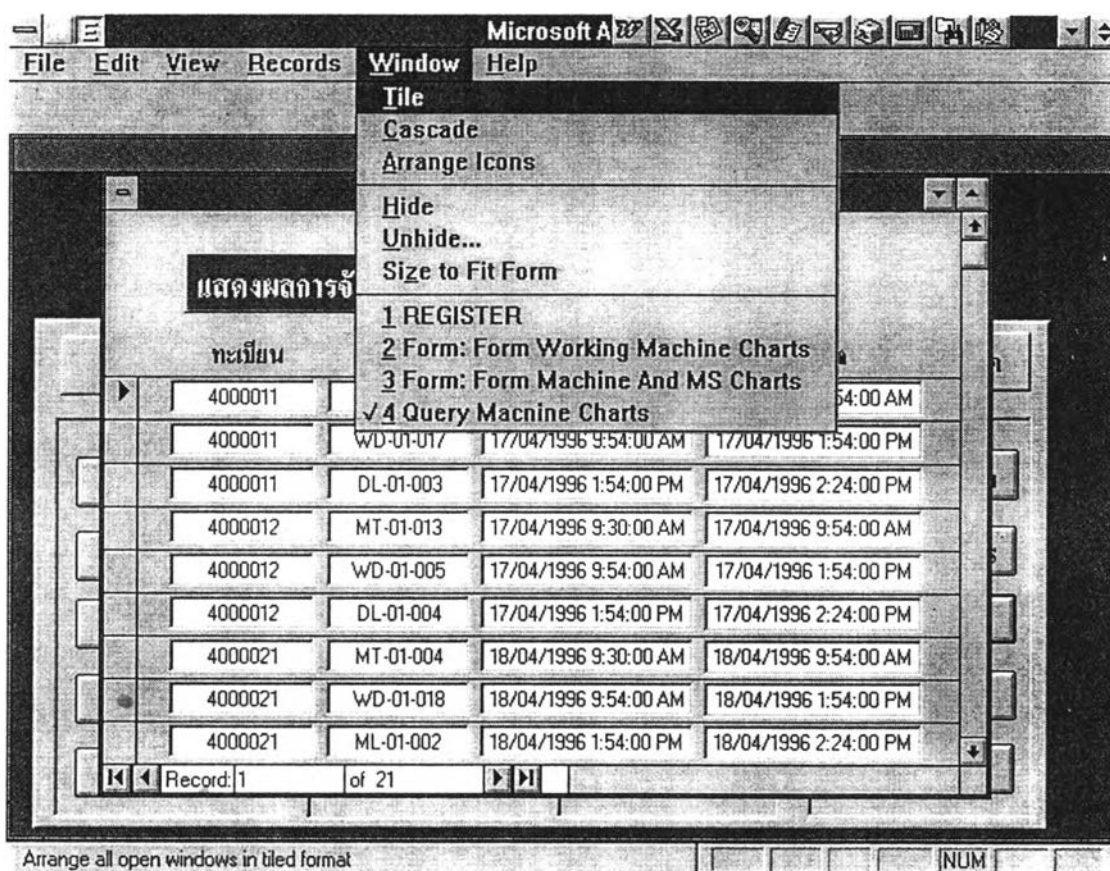 Microsoft A
File Edit View Records Window Help
Tile
Cascade
Arrange Icons
Hide
Unhide...
Size to Fit Form
1 REGISTER
2 Form: Form Working Machine Charts
3 Form: Form Machine And MS Charts
√ 4 Query Macnine Charts
แสดงผลการจั
ทะเบียน
4000011 54:00 AM
4000011 WD-01-017 17/04/1996 9:54:00 AM 17/04/1996 1:54:00 PM
4000011 DL-01-003 17/04/1996 1:54:00 PM 17/04/1996 2:24:00 PM
4000012 MT-01-013 17/04/1996 9:30:00 AM 17/04/1996 9:54:00 AM
4000012 WD-01-005 17/04/1996 9:54:00 AM 17/04/1996 1:54:00 PM
4000012 DL-01-004 17/04/1996 1:54:00 PM 17/04/1996 2:24:00 PM
4000021 MT-01-004 18/04/1996 9:30:00 AM 18/04/1996 9:54:00 AM
4000021 WD-01-018 18/04/1996 9:54:00 AM 18/04/1996 1:54:00 PM
4000021 ML-01-002 18/04/1996 1:54:00 PM 18/04/1996 2:24:00 PM
Record: 1 of 21
Arrange all open windows in tiled format NUM